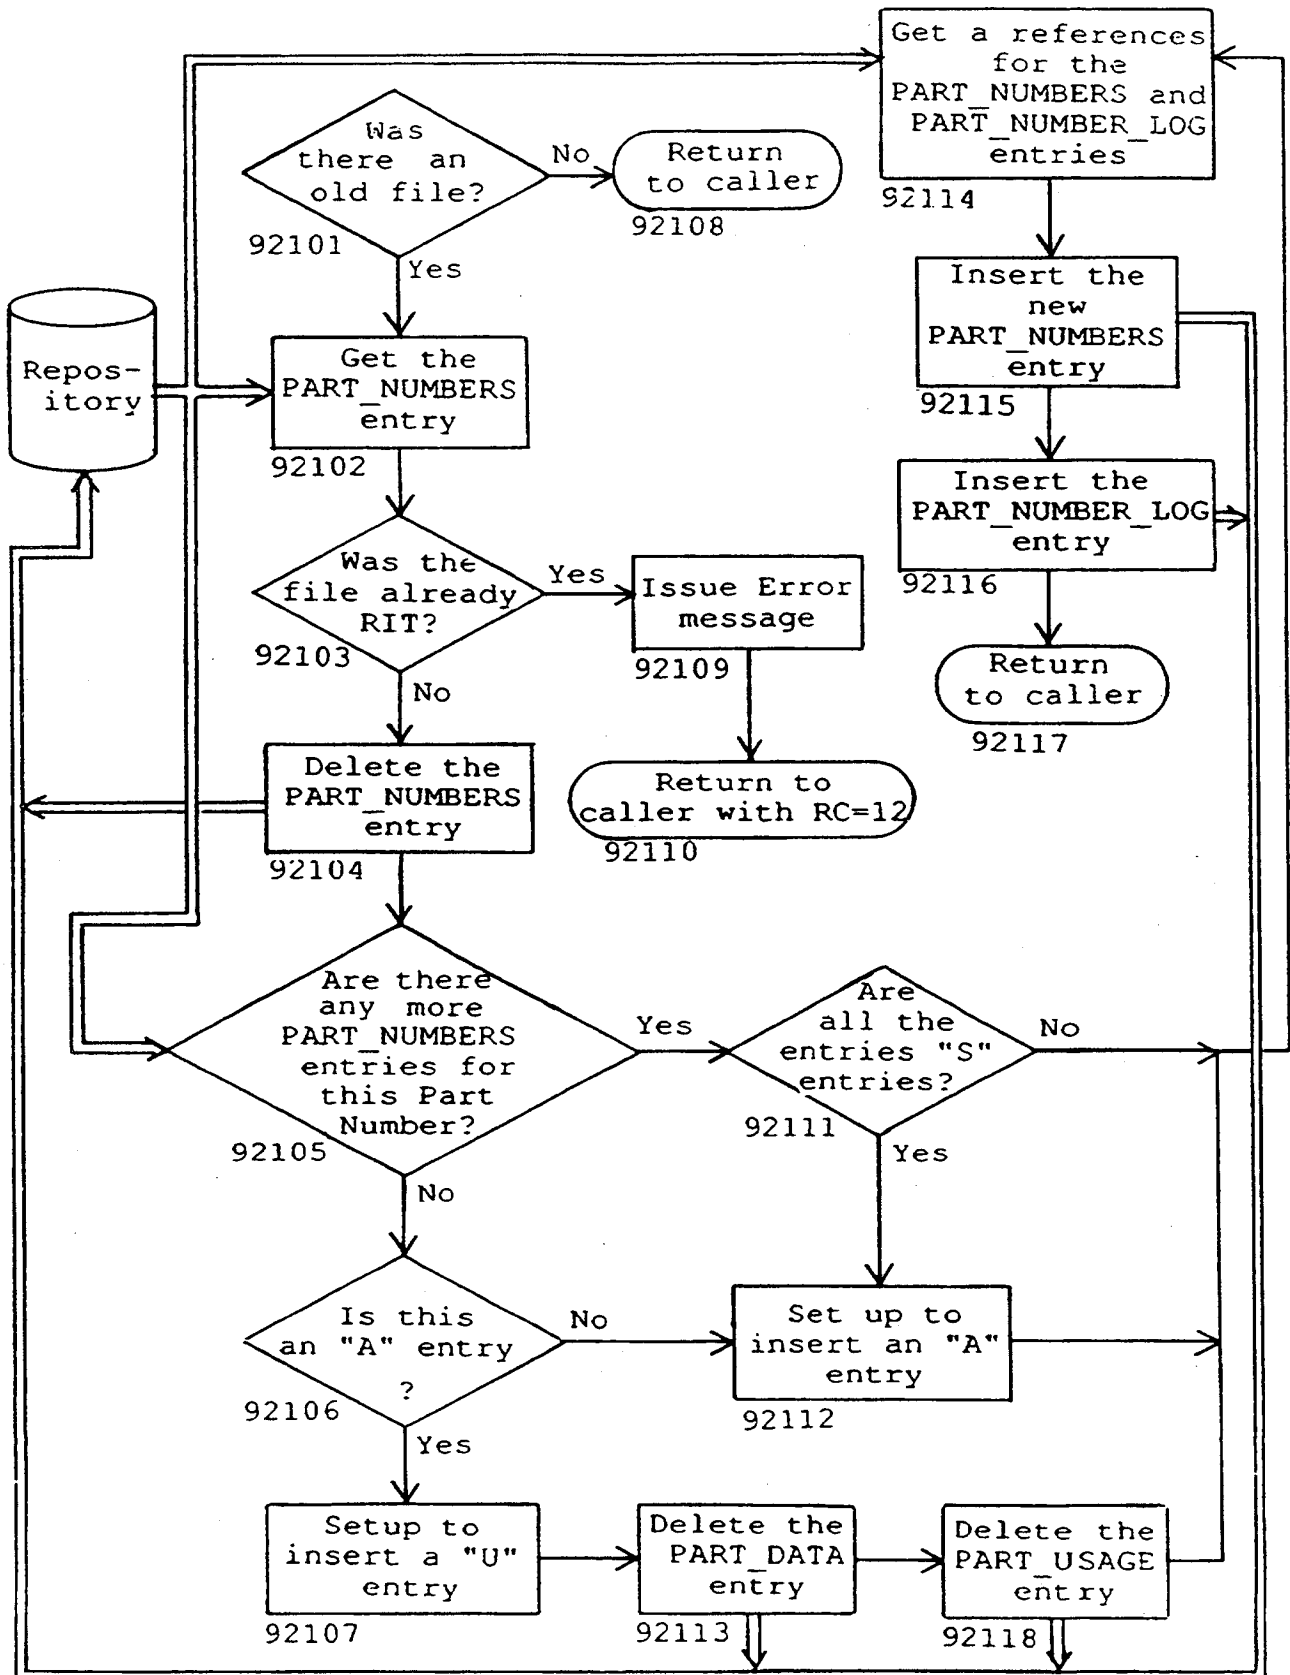 Get a references
for the
PART_NUMBERS and
PART_NUMBER_LOG
entries
92114
Was
there an
old file?
92101
No
Return
to caller
92108
Yes
Insert the
new
PART_NUMBERS
entry
92115
Repos-
itory
Get the
PART_NUMBERS
entry
92102
Insert the
PART_NUMBER_LOG
entry
92116
Was the
file already
RIT?
92103
Yes
Issue Error
message
92109
No
Return
to caller
92117
Delete the
PART_NUMBERS
entry
92104
Return to
caller with RC=12
92110
Are there
any more
PART_NUMBERS
entries for
this Part
Number?
92105
Yes
Are
all the
entries "S"
entries?
92111
No
Yes
No
Is this
an "A" entry
?
92106
No
Set up to
insert an "A"
entry
92112
Yes
Setup to
insert a "U"
entry
92107
Delete the
PART_DATA
entry
92113
Delete the
PART_USAGE
entry
92118